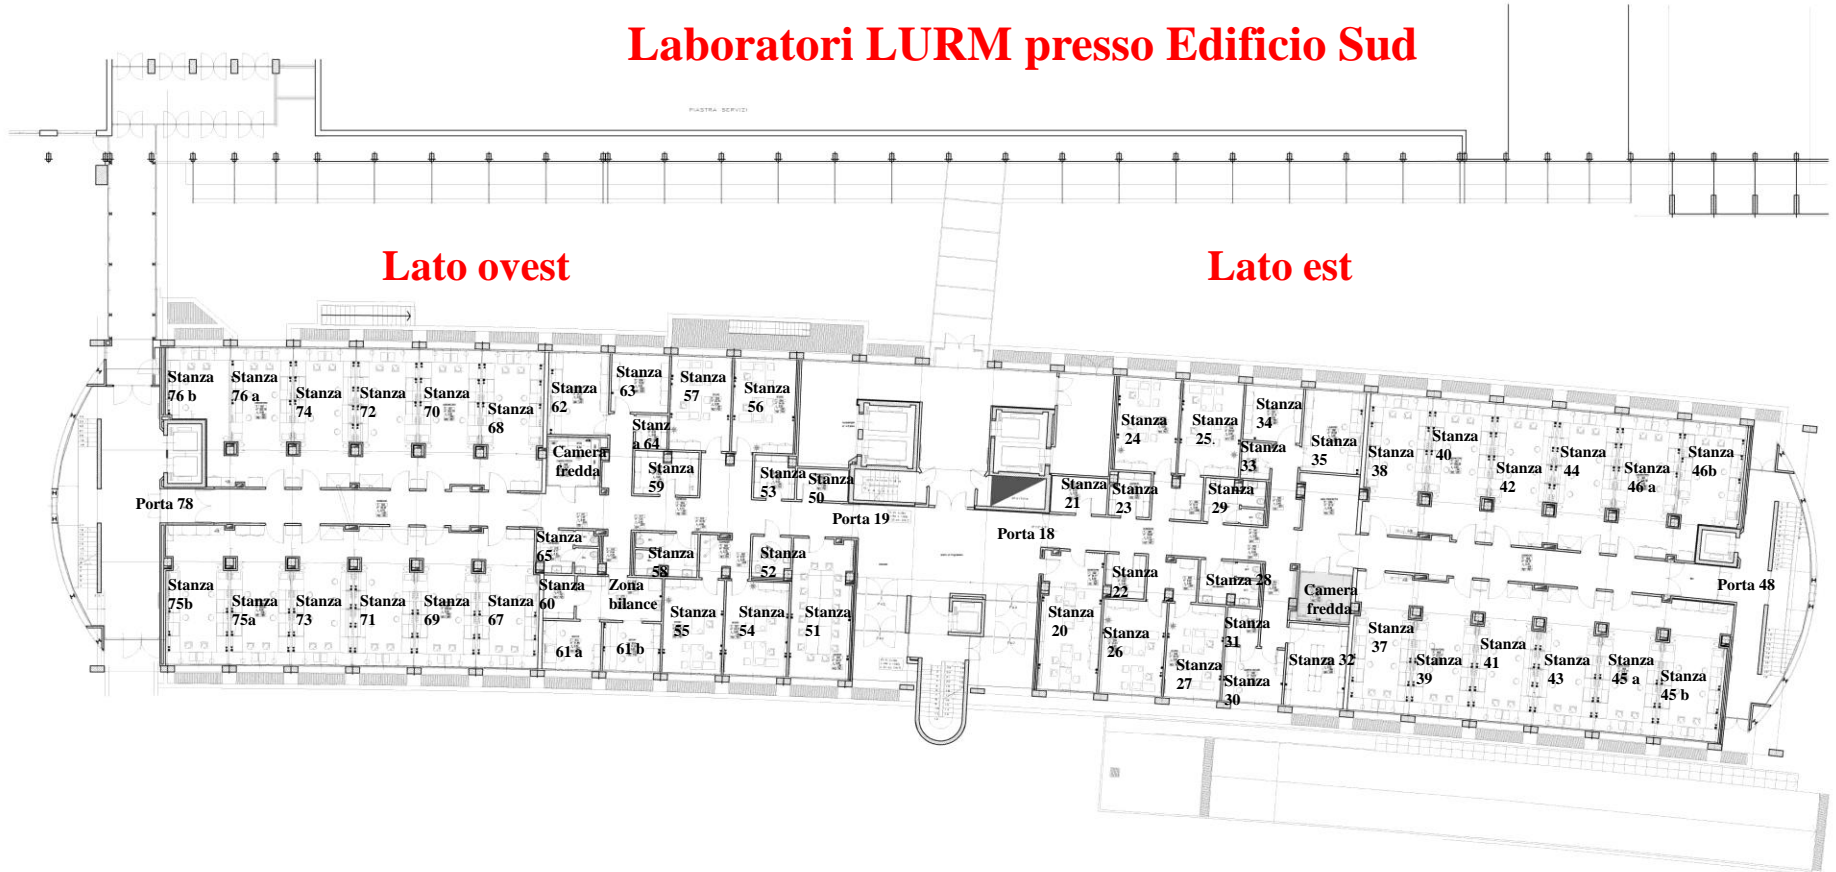 Laboratori LURM presso Edificio Sud
PIASTRA SERVIZI
Lato ovest
Lato est
Stanza
76 b
Stanza
76 a
Stanza
74
Stanza
72
Stanza
70
Stanza
68
Stanza
62
Stanza
63
Stanza
57
Stanza
56
Stanz
a 64
Camera
fredda
Stanza
59
Stanza
53
Stanza
50
Stanza
24
Stanza
25.
Stanza
34
Stanza
33
Stanza
35
Stanza
38
Stanza
40
Stanza
42
Stanza
44
Stanza
46 a
Stanza
46b
Stanza
21
Stanza
23
Stanza
29
Porta 78
Porta 19
Porta 18
Porta 48
Stanza
65
Stanza
58
Stanza
52
Stanza
75b
Stanza
75a
Stanza
73
Stanza
71
Stanza
69
Stanza
67
Stanza
60
Zona
bilance
61 a
61 b
Stanza
55
Stanza
54
Stanza
51
Stanza
20
Stanza
22
Stanza
26
Stanza
27
Stanza 28
Stanza
31
Stanza
30
Camera
fredda
Stanza 32
Stanza
37
Stanza
39
Stanza
41
Stanza
43
Stanza
45 a
Stanza
45 b